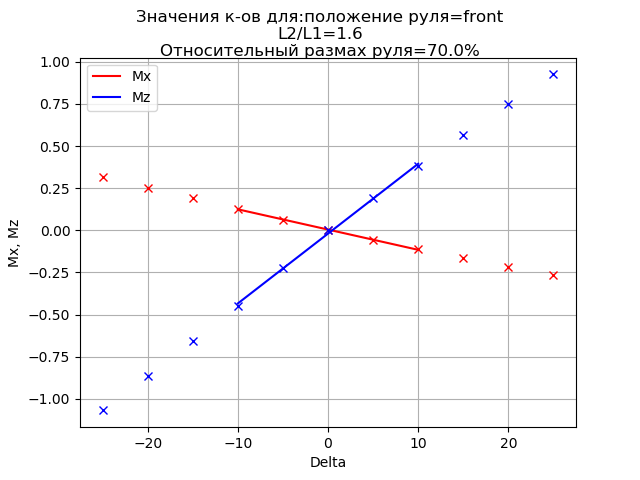 Значения к-ов для:положение руля=front
L2/L1=1.6
Относительный размах руля=70.0%
1.00
0.75
0.50
0.25
0.00
−0.25
−0.50
−0.75
−1.00
Mx, Mz
Mx
Mz
−20
−10
0
10
20
Delta